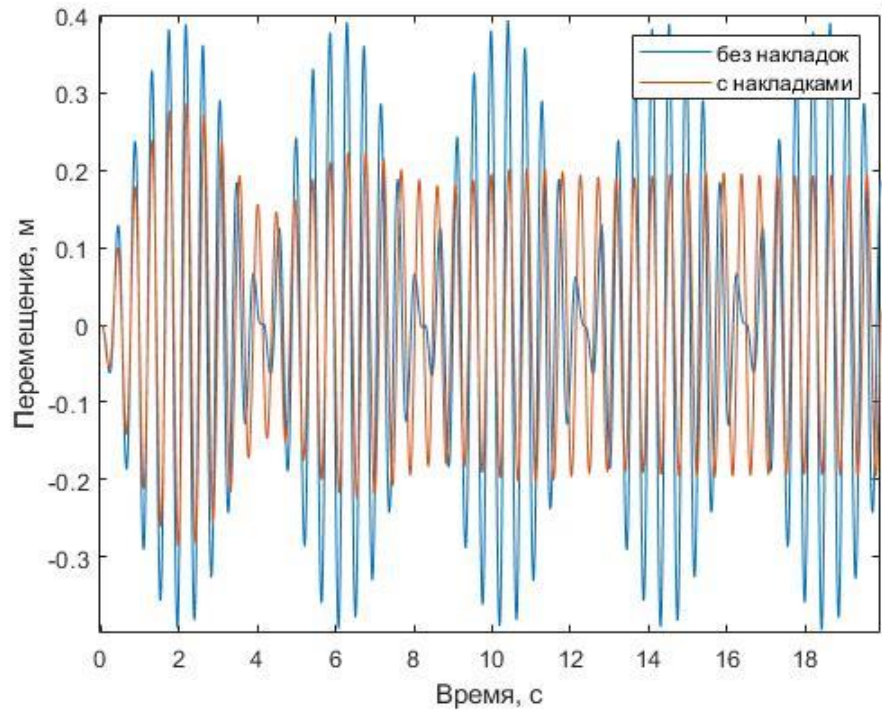 0.4
0.3
0.2
0.1
0
-0.1
-0.2
-0.3
без накладок
с накладками
Перемещение, м
0 2 4 6 8 10 12 14 16 18
Время, с